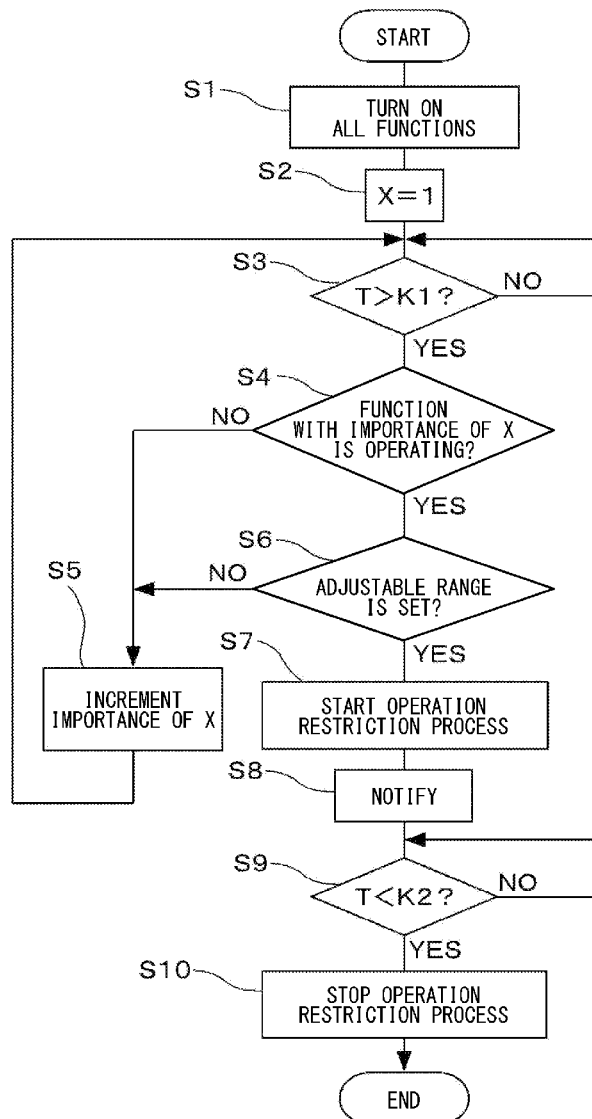 START
S1
TURN ON
ALL FUNCTIONS
S2
X=1
S3
T>K1?
NO
YES
S4
FUNCTION
WITH IMPORTANCE OF X
IS OPERATING?
NO
YES
S6
ADJUSTABLE RANGE
IS SET?
NO
YES
S5
INCREMENT
IMPORTANCE OF X
S7
START OPERATION
RESTRICTION PROCESS
S8
NOTIFY
S9
T<K2?
NO
YES
S10
STOP OPERATION
RESTRICTION PROCESS
END